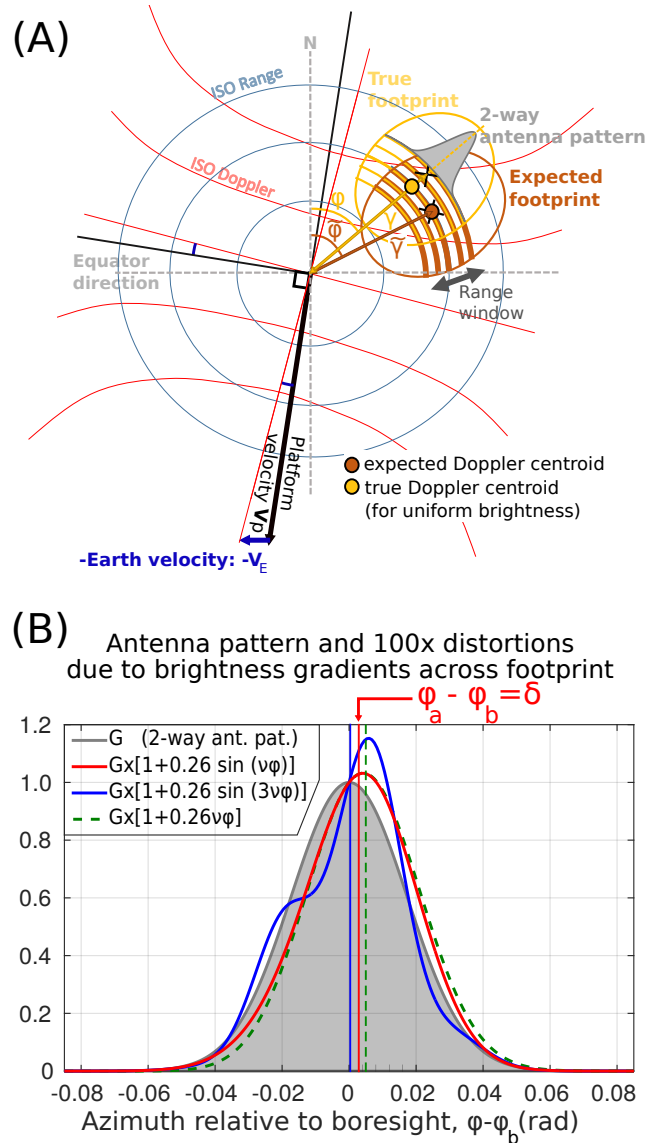 (A)
N
ISO Range
True
footprint
2-way
antenna pattern
ISO Doppler
Expected
footprint
φ
φ̃
γ
γ̃
Equator
direction
Range
window
Platform
velocity Vp
expected Doppler centroid
true Doppler centroid
(for uniform brightness)
-Earth velocity: -VE
(B)
Antenna pattern and 100x distortions
due to brightness gradients across footprint
φa - φb=δ
1.2
G (2-way ant. pat.)
Gx[1+0.26 sin (νφ)]
Gx[1+0.26 sin (3νφ)]
Gx[1+0.26νφ]
1.0
0.8
0.6
0.4
0.2
0
-0.08 -0.06 -0.04 -0.02 0 0.02 0.04 0.06 0.08
Azimuth relative to boresight, φ-φb(rad)